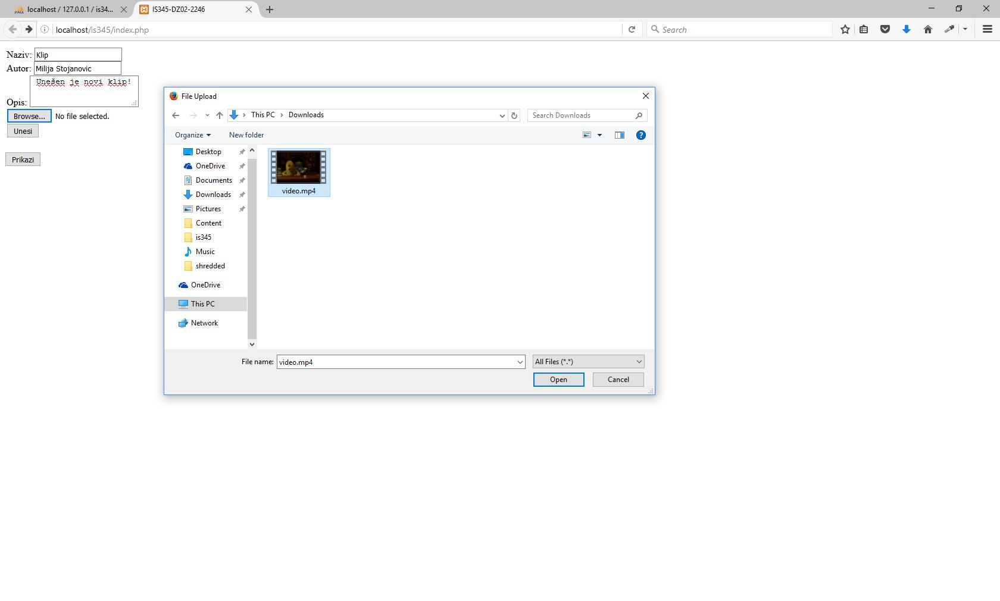 localhost / 127.0.0.1 / is34...
IS345-DZ02-2246
localhost/is345/index.php
Search
Naziv: Klip
Autor: Milija Stojanovic
Opis: Unešen je novi klip!
Browse... No file selected.
Unesi
Prikazi
File Upload
This PC > Downloads
Search Downloads
Organize
New folder
Desktop
OneDrive
Documents
Downloads
Pictures
Content
is345
Music
shredded
OneDrive
This PC
Network
video.mp4
File name: video.mp4
All Files (*.*)
Open
Cancel